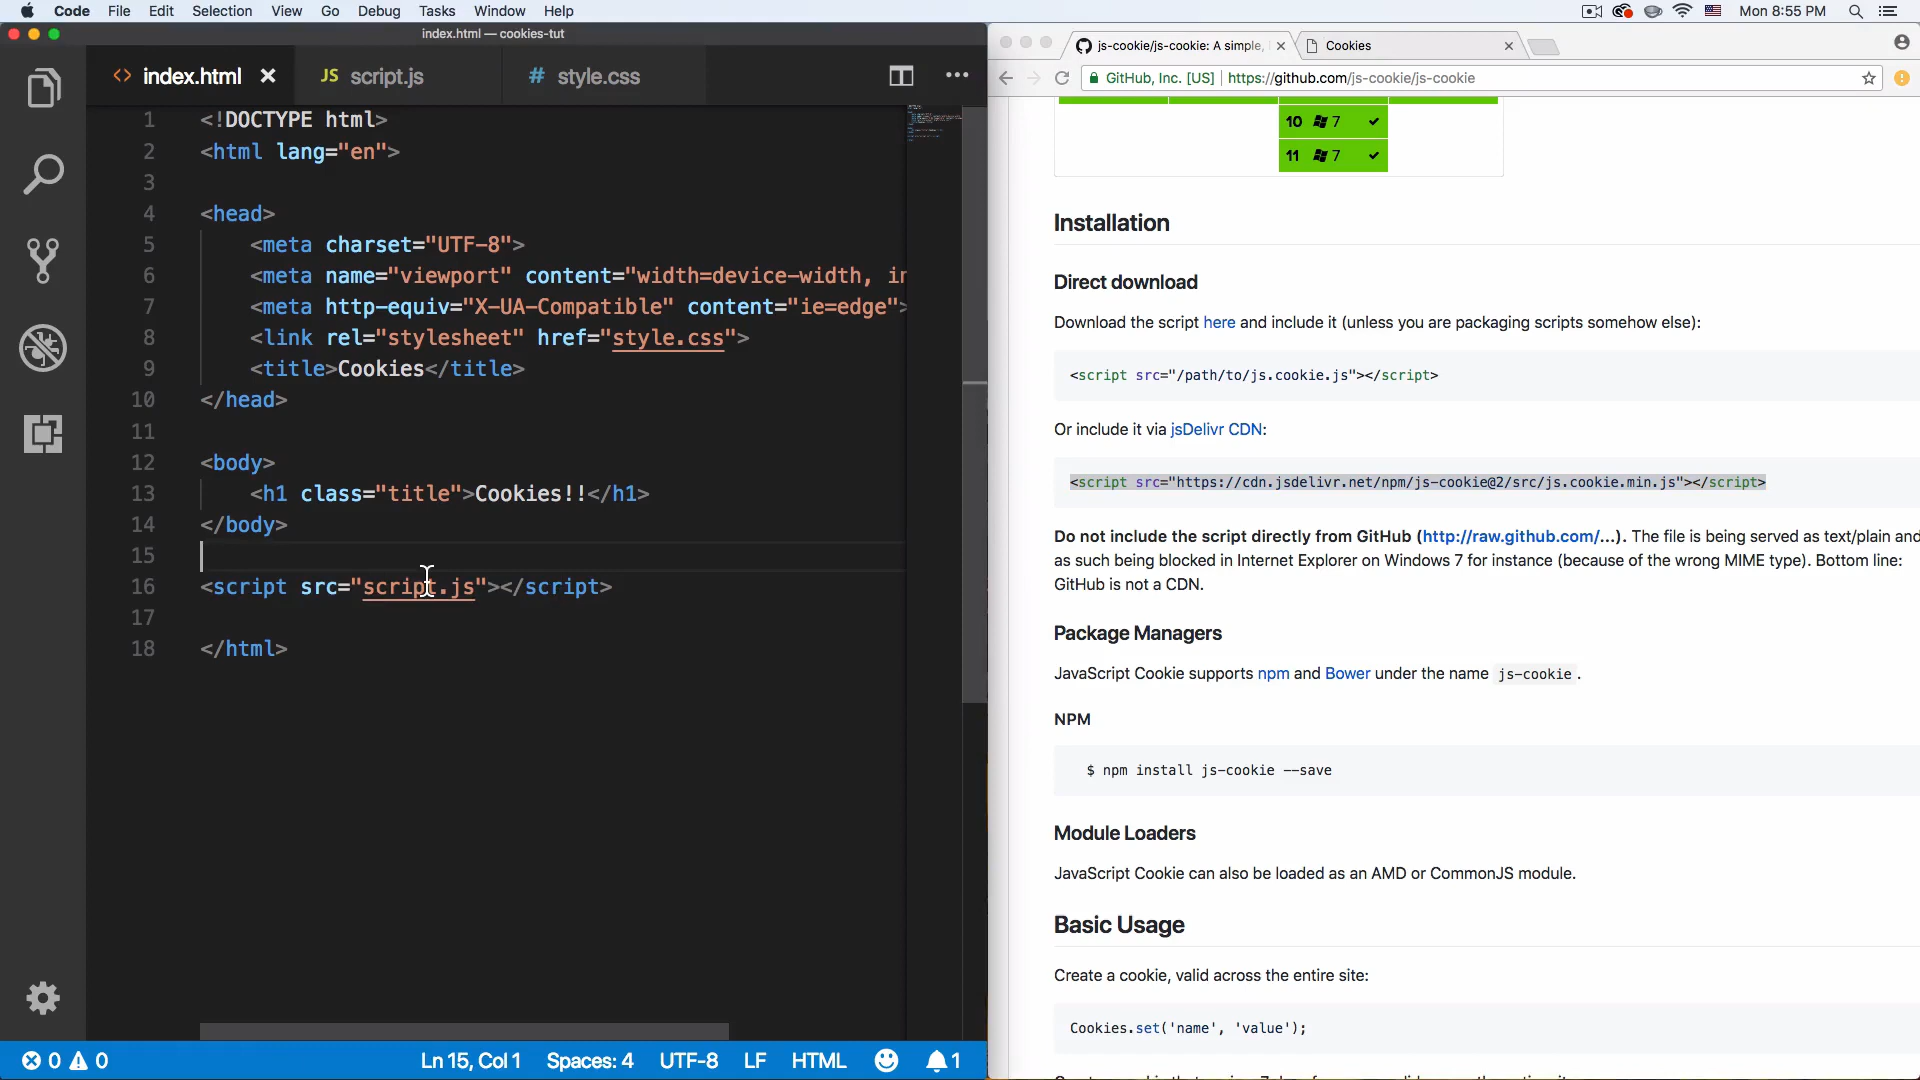 Code File Edit Selection View Go Debug Tasks Window Help
Mon 8:55 PM
index.html — cookies-tut
<> index.html
JS script.js
# style.css
1 <!DOCTYPE html>
2 <html lang="en">
3
4 <head>
5 <meta charset="UTF-8">
6 <meta name="viewport" content="width=device-width, in
7 <meta http-equiv="X-UA-Compatible" content="ie=edge">
8 <link rel="stylesheet" href="style.css">
9 <title>Cookies</title>
10 </head>
11
12 <body>
13 <h1 class="title">Cookies!!</h1>
14 </body>
15
16 <script src="script.js"></script>
17
18 </html>
0 0
Ln 15, Col 1 Spaces: 4 UTF-8 LF HTML 1
js-cookie/js-cookie: A simple,
Cookies
GitHub, Inc. [US] https://github.com/js-cookie/js-cookie
10 7
11 7
Installation
Direct download
Download the script here and include it (unless you are packaging scripts somehow else):
<script src="/path/to/js.cookie.js"></script>
Or include it via jsDelivr CDN:
<script src="https://cdn.jsdelivr.net/npm/js-cookie@2/src/js.cookie.min.js"></script>
Do not include the script directly from GitHub (http://raw.github.com/...). The file is being served as text/plain and
as such being blocked in Internet Explorer on Windows 7 for instance (because of the wrong MIME type). Bottom line:
GitHub is not a CDN.
Package Managers
JavaScript Cookie supports npm and Bower under the name js-cookie .
NPM
$ npm install js-cookie --save
Module Loaders
JavaScript Cookie can also be loaded as an AMD or CommonJS module.
Basic Usage
Create a cookie, valid across the entire site:
Cookies.set('name', 'value');